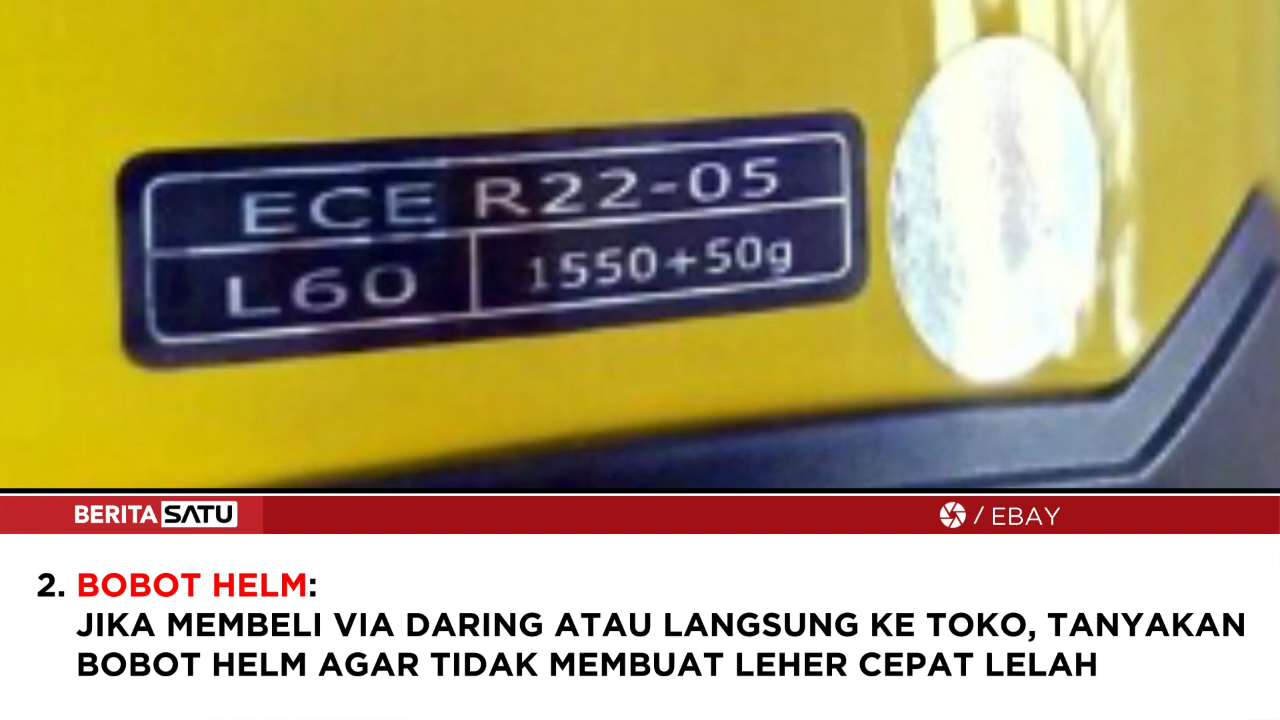 ECE R22-05
L60 1550+50g
BERITA SATU
/ EBAY
2. BOBOT HELM:
JIKA MEMBELI VIA DARING ATAU LANGSUNG KE TOKO, TANYAKAN
BOBOT HELM AGAR TIDAK MEMBUAT LEHER CEPAT LELAH